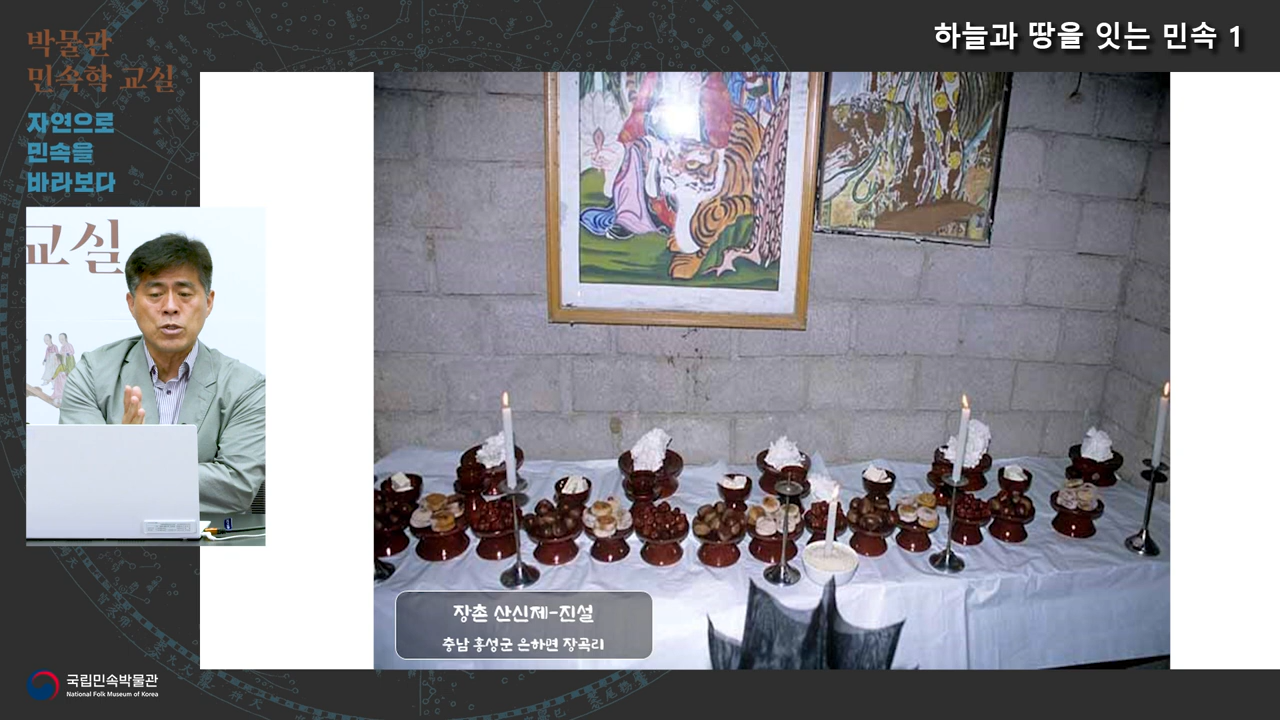 박물관
민속학 교실
자연으로
민속을
바라보다
하늘과 땅을 잇는 민속 1
교실
장촌 산신제-진설
충남 홍성군 은하면 장곡리
국립민속박물관
National Folk Museum of Korea